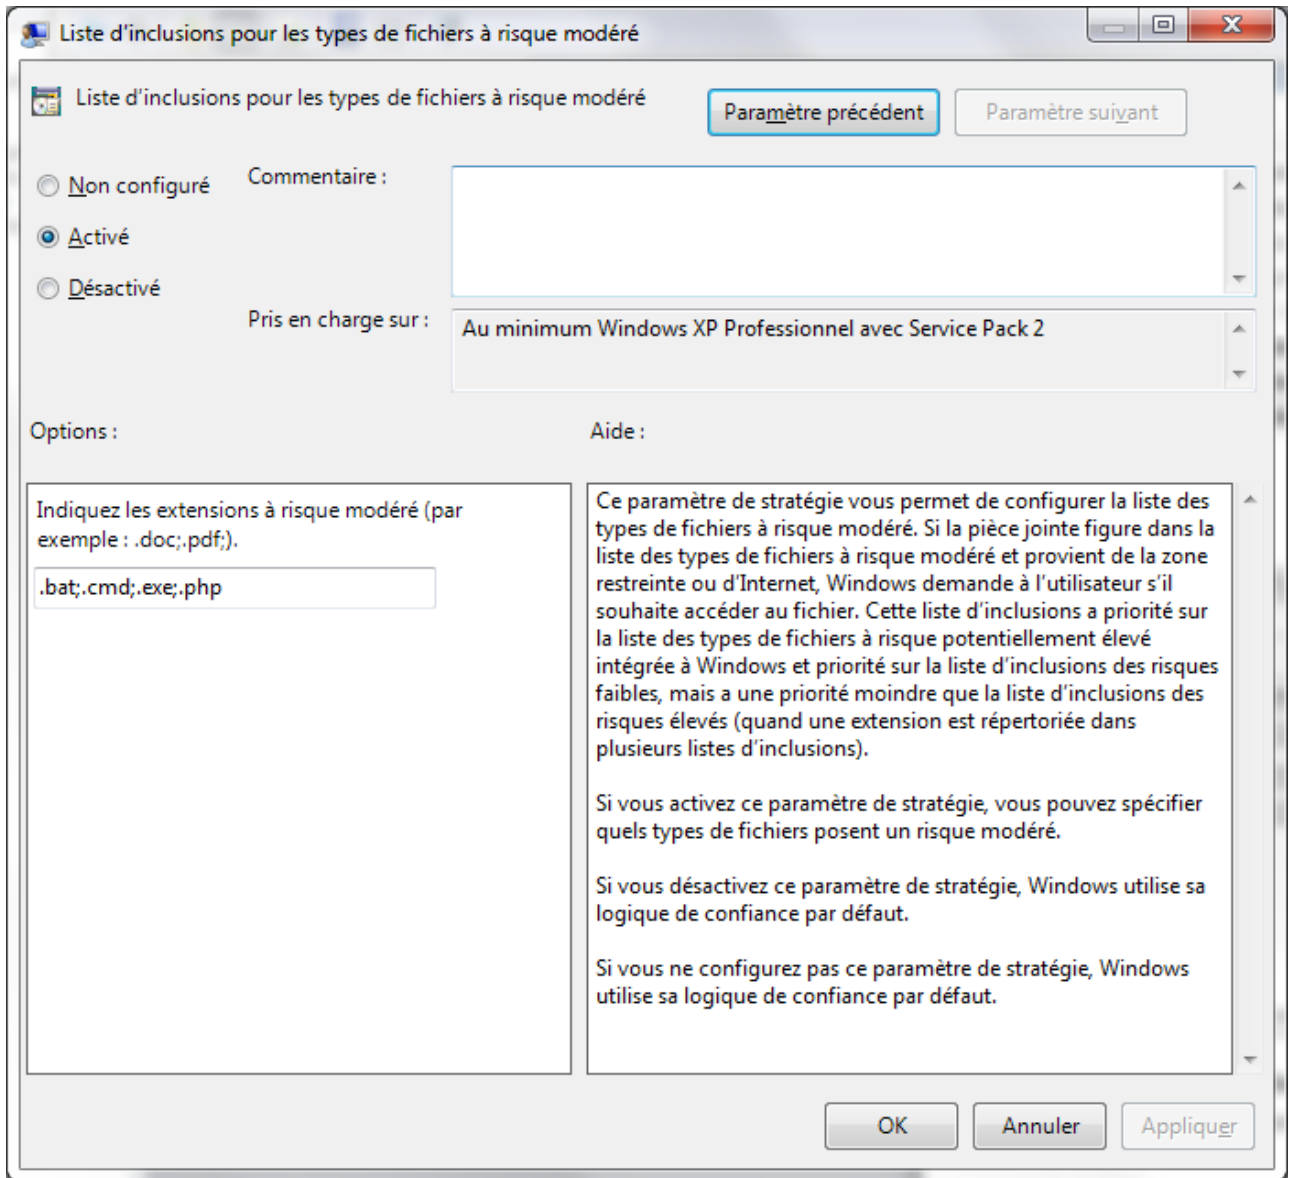 Liste d'inclusions pour les types de fichiers à risque modéré
Liste d'inclusions pour les types de fichiers à risque modéré
Paramètre précédent
Paramètre suivant
Non configuré
Commentaire :
Activé
Désactivé
Pris en charge sur :
Au minimum Windows XP Professionnel avec Service Pack 2
Options :
Aide :
Indiquez les extensions à risque modéré (par
exemple : .doc;.pdf;).
.bat;.cmd;.exe;.php
Ce paramètre de stratégie vous permet de configurer la liste des
types de fichiers à risque modéré. Si la pièce jointe figure dans la
liste des types de fichiers à risque modéré et provient de la zone
restreinte ou d'Internet, Windows demande à l'utilisateur s'il
souhaite accéder au fichier. Cette liste d'inclusions a priorité sur
la liste des types de fichiers à risque potentiellement élevé
intégrée à Windows et priorité sur la liste d'inclusions des risques
faibles, mais a une priorité moindre que la liste d'inclusions des
risques élevés (quand une extension est répertoriée dans
plusieurs listes d'inclusions).
Si vous activez ce paramètre de stratégie, vous pouvez spécifier
quels types de fichiers posent un risque modéré.
Si vous désactivez ce paramètre de stratégie, Windows utilise sa
logique de confiance par défaut.
Si vous ne configurez pas ce paramètre de stratégie, Windows
utilise sa logique de confiance par défaut.
OK
Annuler
Appliquer